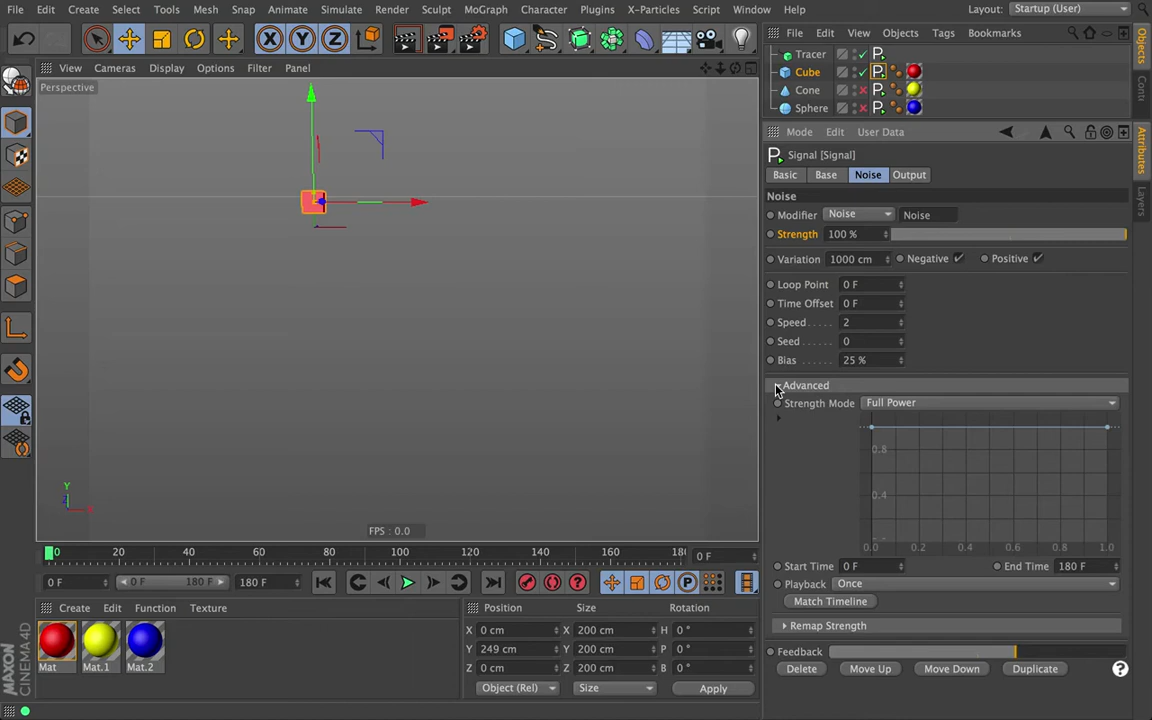 File Edit Create Select Tools Mesh Snap Animate Simulate Render Sculpt MoGraph Character Plugins X-Particles Script Window Help Layout: Startup (User)
View Cameras Display Options Filter Panel
Perspective
FPS : 0.0
Y
0 20 40 60 80 100 120 140 160 180 0 F
0 F 0 F 180 F 180 F
Create Edit Function Texture
Mat Mat.1 Mat.2
MAXON CINEMA4D
Position Size Rotation
X 0 cm X 200 cm H 0 °
Y 249 cm Y 200 cm P 0 °
Z 0 cm Z 200 cm B 0 °
Object (Rel) Size Apply
File Edit View Objects Tags Bookmarks
Tracer
Cube
Cone
Sphere
Objects
Mode Edit User Data
Attributes
Layers
Signal [Signal]
Basic Base Noise Output
Noise
Modifier Noise Noise
Strength 100 %
Variation 1000 cm Negative Positive
Loop Point 0 F
Time Offset 0 F
Speed..... 2
Seed...... 0
Bias ...... 25 %
Advanced
Strength Mode Full Power
0.8
0.4
0.0 0.2 0.4 0.6 0.8 1.0
Start Time 0 F End Time 180 F
Playback Once
Match Timeline
Remap Strength
Feedback
Delete Move Up Move Down Duplicate